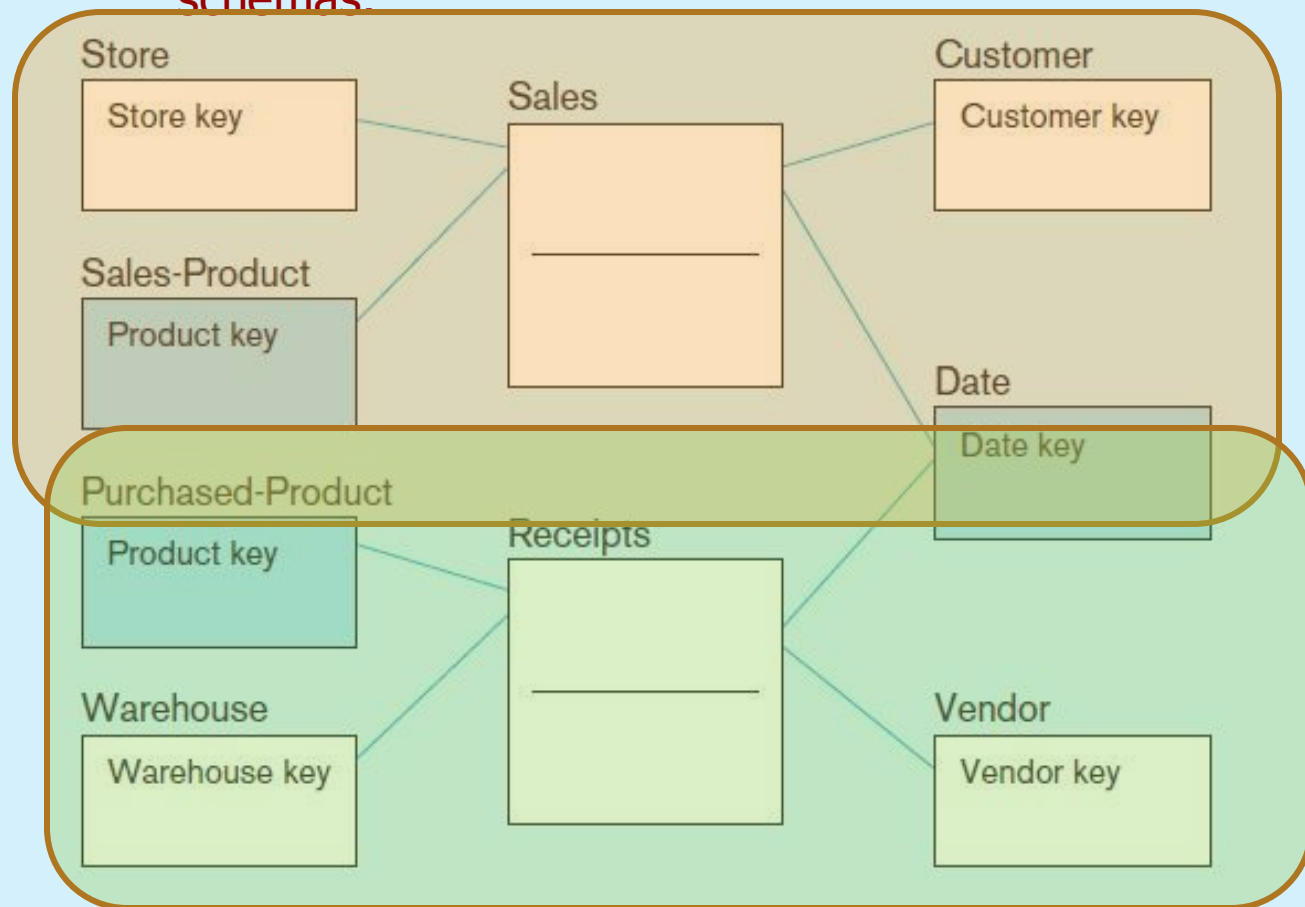 schemas.
Store
Store key
Sales
Customer
Customer key
Sales-Product
Product key
Date
Date key
Purchased-Product
Product key
Receipts
Warehouse
Warehouse key
Vendor
Vendor key